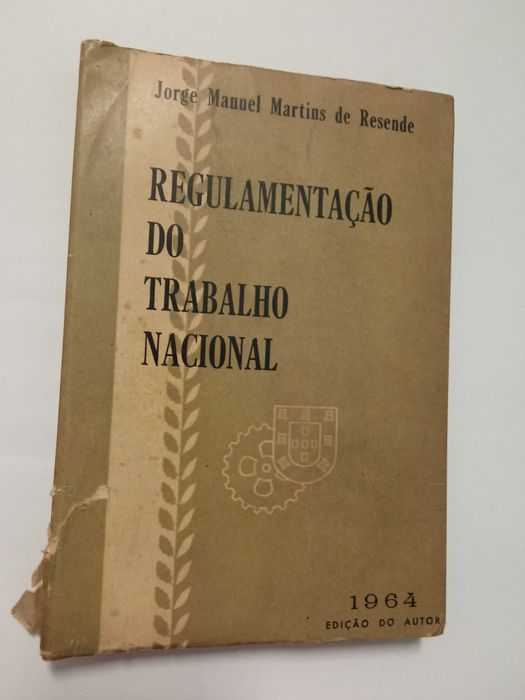 Jorge Manuel Martins de Resende
REGULAMENTAÇÃO
DO
TRABALHO
NACIONAL
1964
EDIÇÃO DO AUTOR